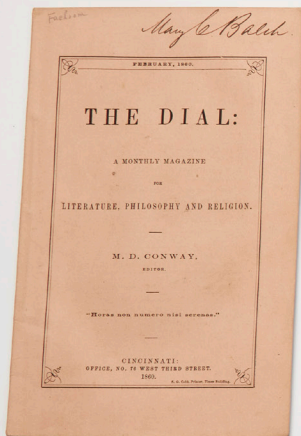 Mary C Balch.
FEBRUARY, 1860.
THE DIAL:
A MONTHLY MAGAZINE
FOR
LITERATURE, PHILOSOPHY AND RELIGION.
M. D. CONWAY,
EDITOR.
"Horas non numero nisi serenas."
CINCINNATI:
OFFICE, NO. 76 WEST THIRD STREET.
1860.